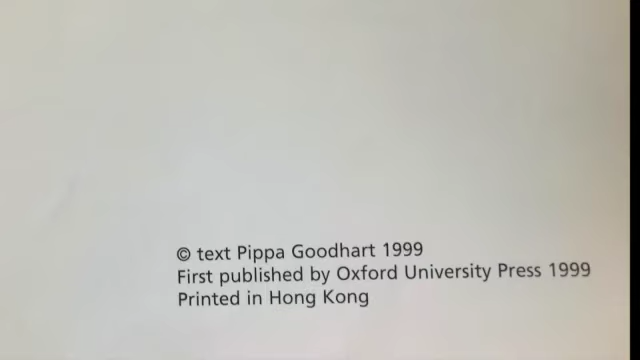 © text Pippa Goodhart 1999
First published by Oxford University Press 1999
Printed in Hong Kong